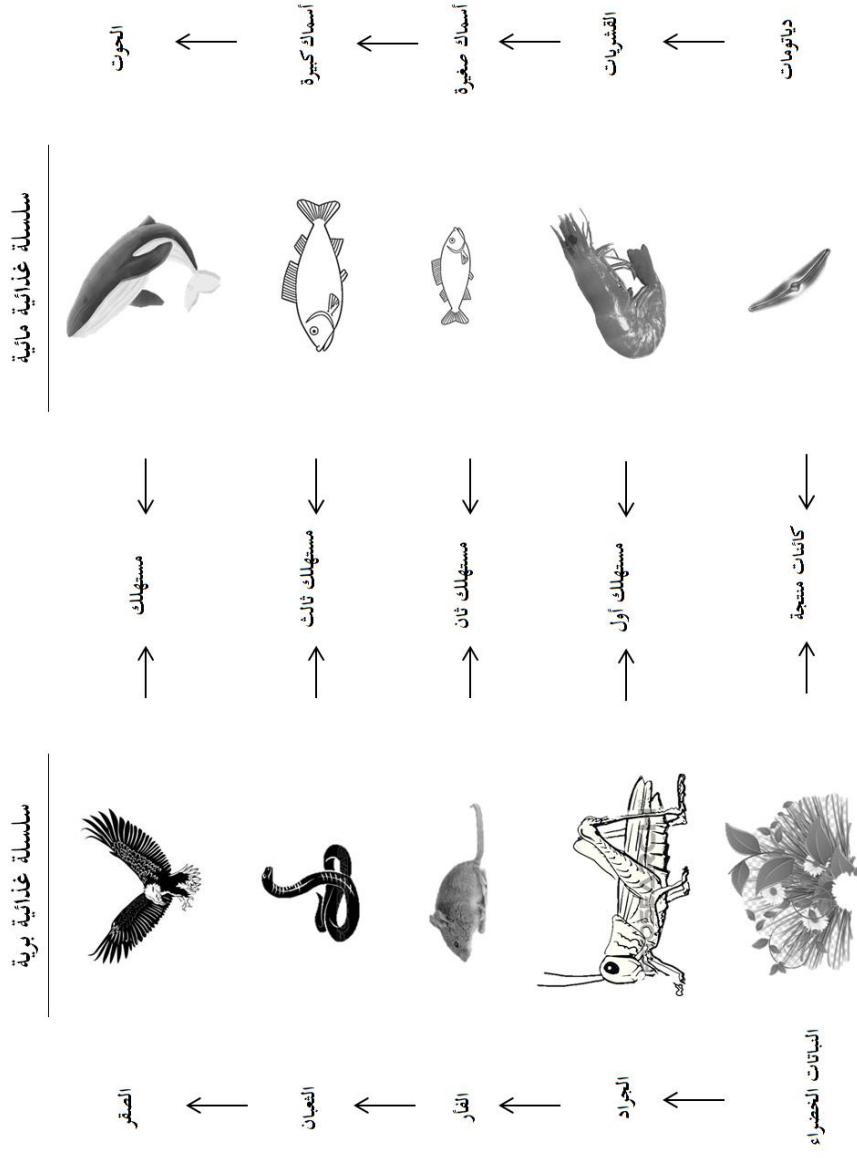 سلسلة غذائية مائية
سلسلة غذائية برية
الحوت
مستهلك
الصقر
أسماك كبيرة
مستهلك ثالث
الثعبان
أسماك صغيرة
مستهلك ثان
الفأر
القشريات
مستهلك أول
الجراد
دياتومات
كائنات منتجة
النباتات الخضراء